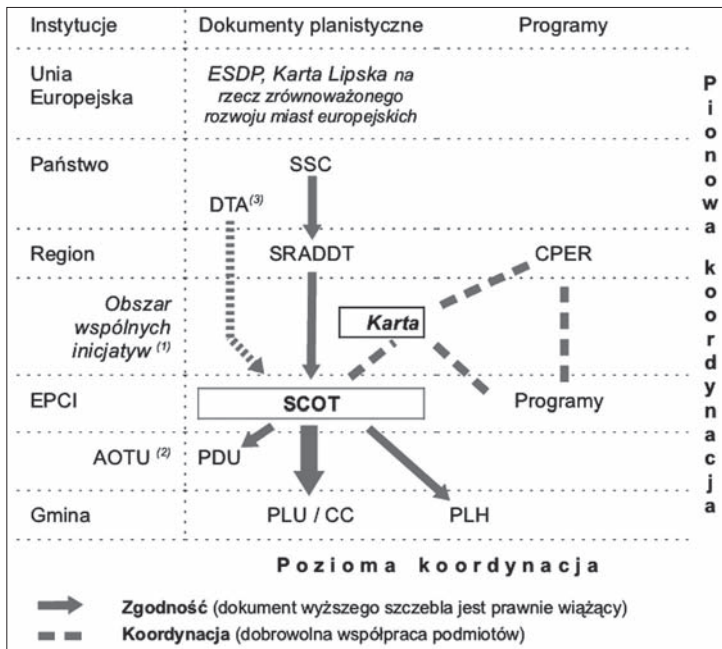 Instytucje Dokumenty planistyczne Programy
Unia
Europejska
ESDP, Karta Lipska na
rzecz zrównoważonego
rozwoju miast europejskich
Państwo SSC
DTA(3)
Region SRADDT CPER
Obszar
wspólnych
inicjatyw (1)
Karta
EPCI SCOT Programy
AOTU (2) PDU
Gmina PLU / CC PLH
Pionowa koordynacja
Pozioma koordynacja
Zgodność (dokument wyższego szczebla jest prawnie wiążący)
Koordynacja (dobrowolna współpraca podmiotów)